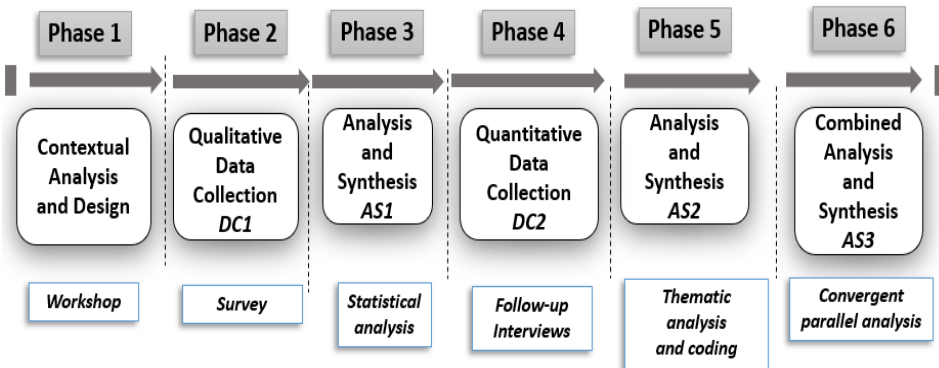 Phase 1
Phase 2
Phase 3
Phase 4
Phase 5
Phase 6
Contextual
Analysis
and Design
Qualitative
Data
Collection
DC1
Analysis
and
Synthesis
AS1
Quantitative
Data
Collection
DC2
Analysis
and
Synthesis
AS2
Combined
Analysis
and
Synthesis
AS3
Workshop
Survey
Statistical
analysis
Follow-up
Interviews
Thematic
analysis
and coding
Convergent
parallel analysis